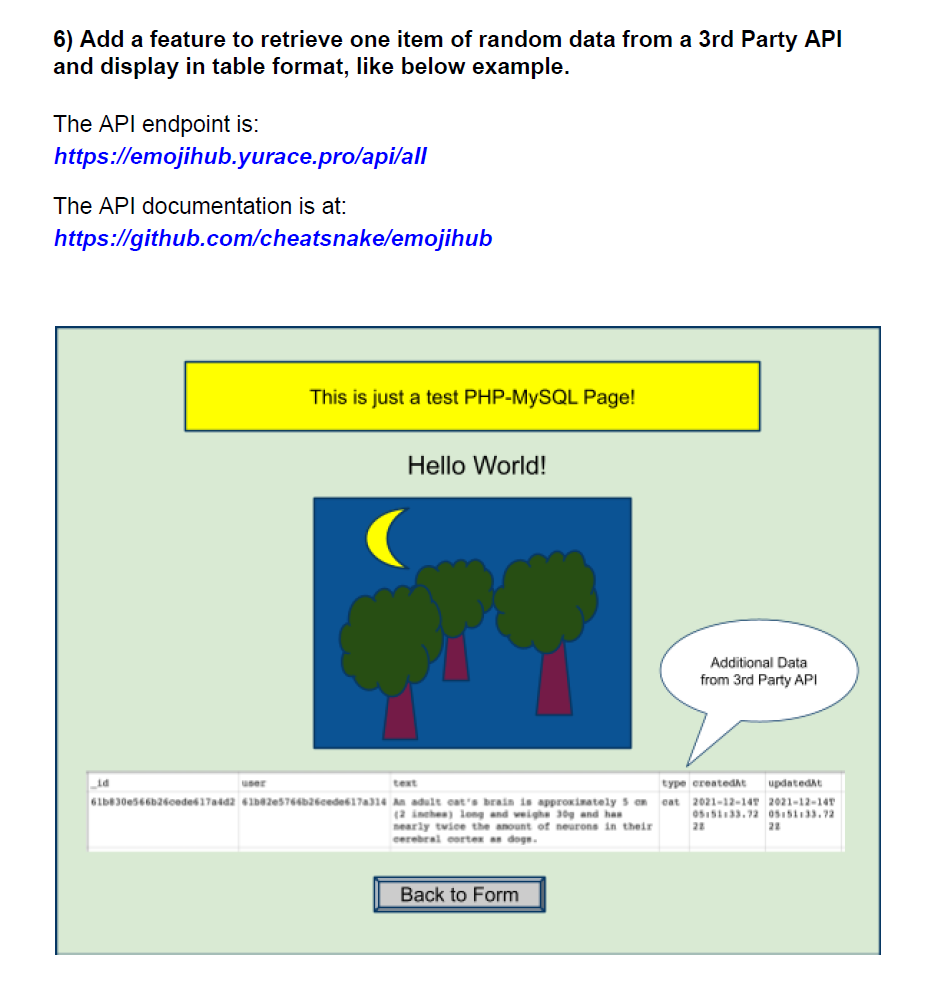 6) Add a feature to retrieve one item of random data from a 3rd Party API
and display in table format, like below example.
The API endpoint is:
https://emojihub.yurace.pro/api/all
The API documentation is at:
https://github.com/cheatsnake/emojihub
This is just a test PHP-MySQL Page!
Hello World!
Additional Data
from 3rd Party API
_id user text type createdAt updatedAt
61b830e566b26cede617a4d2 61b82e5766b26cede617a314 An adult cat's brain is approximately 5 cm cat 2021-12-14T 2021-12-14T
(2 inches) long and weighs 30g and has 05:51:33.72 05:51:33.72
nearly twice the amount of neurons in their 2Z 2Z
cerebral cortex as dogs.
Back to Form